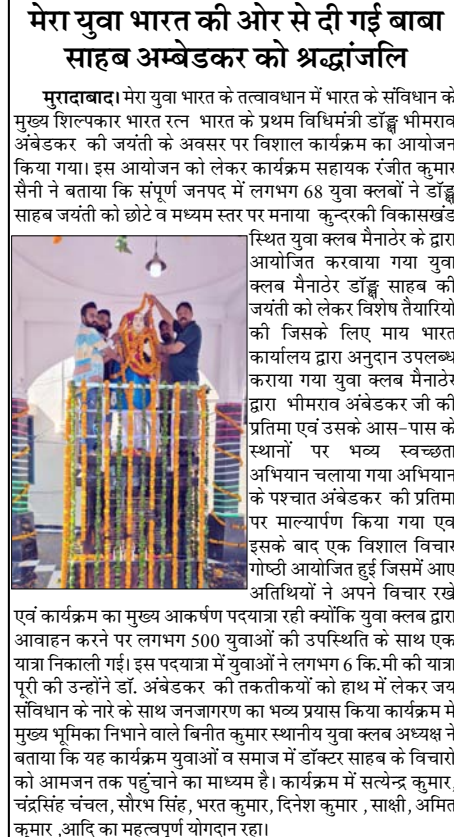 मेरा युवा भारत की ओर से दी गई बाबा
साहब अम्बेडकर को श्रद्धांजलि
मुरादाबाद। मेरा युवा भारत के तत्वावधान में भारत के संविधान के
मुख्य शिल्पकार भारत रत्न भारत के प्रथम विधिमंत्री डॉङ्ख भीमराव
अंबेडकर की जयंती के अवसर पर विशाल कार्यक्रम का आयोजन
किया गया। इस आयोजन को लेकर कार्यक्रम सहायक रंजीत कुमार
सैनी ने बताया कि संपूर्ण जनपद में लगभग 68 युवा क्लबों ने डॉङ्ख
साहब जयंती को छोटे व मध्यम स्तर पर मनाया कुन्दरकी विकासखंड
स्थित युवा क्लब मैनाठेर के द्वारा
आयोजित करवाया गया युवा
क्लब मैनाठेर डॉङ्ख साहब की
जयंती को लेकर विशेष तैयारियो
की जिसके लिए माय भारत
कार्यालय द्वारा अनुदान उपलब्ध
कराया गया युवा क्लब मैनाठेर
द्वारा भीमराव अंबेडकर जी की
प्रतिमा एवं उसके आस-पास के
स्थानों पर भव्य स्वच्छता
अभियान चलाया गया अभियान
के पश्चात अंबेडकर की प्रतिमा
पर माल्यार्पण किया गया एव
इसके बाद एक विशाल विचार
गोष्ठी आयोजित हुई जिसमें आए
अतिथियों ने अपने विचार रखे
एवं कार्यक्रम का मुख्य आकर्षण पदयात्रा रही क्योंकि युवा क्लब द्वारा
आवाहन करने पर लगभग 500 युवाओं की उपस्थिति के साथ एक
यात्रा निकाली गई। इस पदयात्रा में युवाओं ने लगभग 6 कि.मी की यात्रा
पूरी की उन्होंने डॉ. अंबेडकर की तकतीकयों को हाथ में लेकर जय
संविधान के नारे के साथ जनजागरण का भव्य प्रयास किया कार्यक्रम मे
मुख्य भूमिका निभाने वाले बिनीत कुमार स्थानीय युवा क्लब अध्यक्ष ने
बताया कि यह कार्यक्रम युवाओं व समाज में डॉक्टर साहब के विचारो
को आमजन तक पहुंचाने का माध्यम है। कार्यक्रम में सत्येन्द्र कुमार,
चंद्रसिंह चंचल, सौरभ सिंह, भरत कुमार, दिनेश कुमार , साक्षी, अमित
कुमार ,आदि का महत्वपूर्ण योगदान रहा।